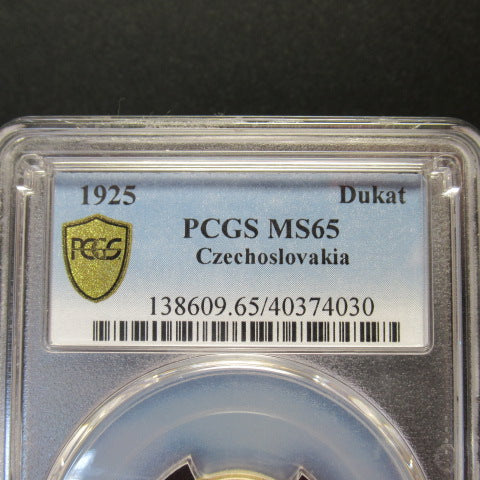 1925 Dukat
PCGS MS65
Czechoslovakia
PCGS
138609.65/40374030